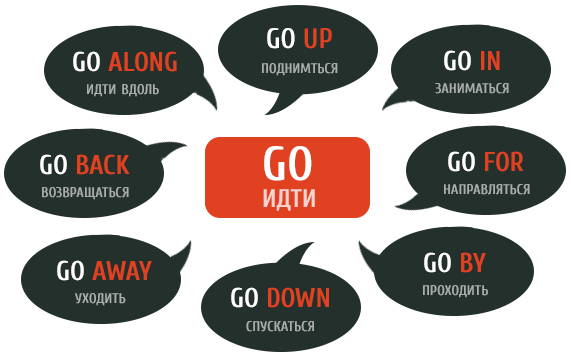 GO UP
ПОДНИМТЬСЯ
GO ALONG
ИДТИ ВДОЛЬ
GO IN
ЗАНИМАТЬСЯ
GO BACK
ВОЗВРАЩАТЬСЯ
GO
ИДТИ
GO FOR
НАПРАВЛЯТЬСЯ
GO AWAY
УХОДИТЬ
GO DOWN
СПУСКАТЬСЯ
GO BY
ПРОХОДИТЬ